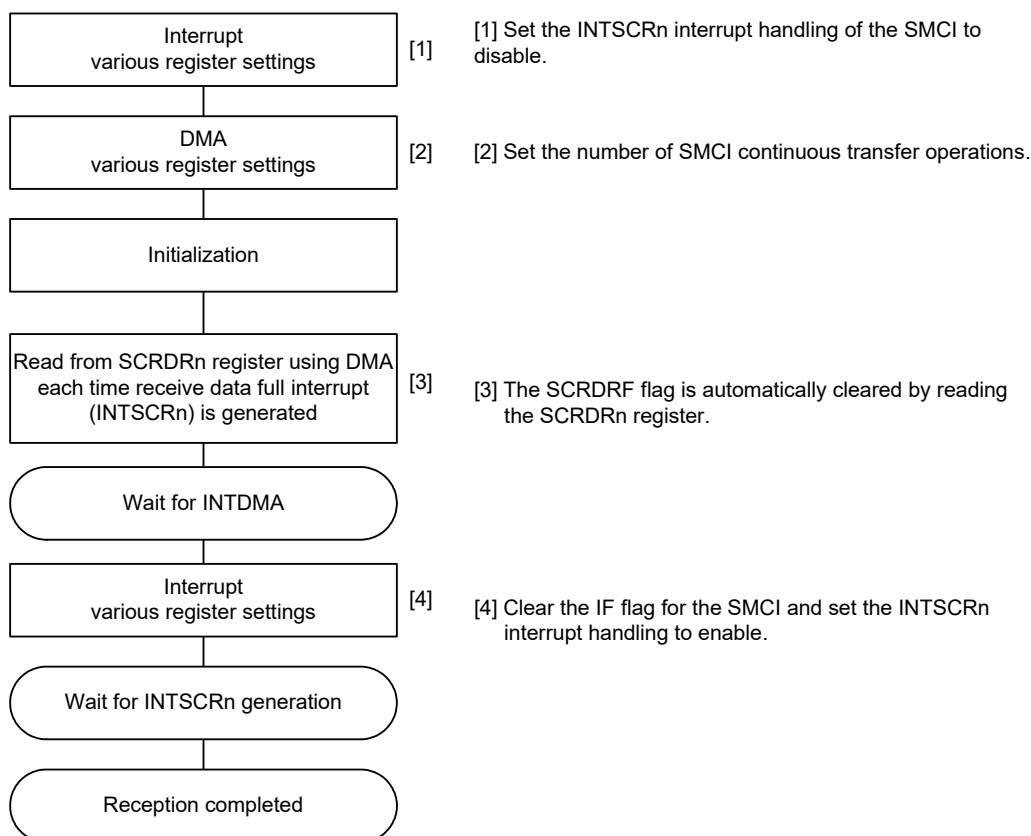 Interrupt
various register settings
[1]
[1] Set the INTSCRn interrupt handling of the SMCI to
disable.
DMA
various register settings
[2]
[2] Set the number of SMCI continuous transfer operations.
Initialization
Read from SCRDRn register using DMA
each time receive data full interrupt
(INTSCRn) is generated
[3]
[3] The SCRDRF flag is automatically cleared by reading
the SCRDRn register.
Wait for INTDMA
Interrupt
various register settings
[4]
[4] Clear the IF flag for the SMCI and set the INTSCRn
interrupt handling to enable.
Wait for INTSCRn generation
Reception completed